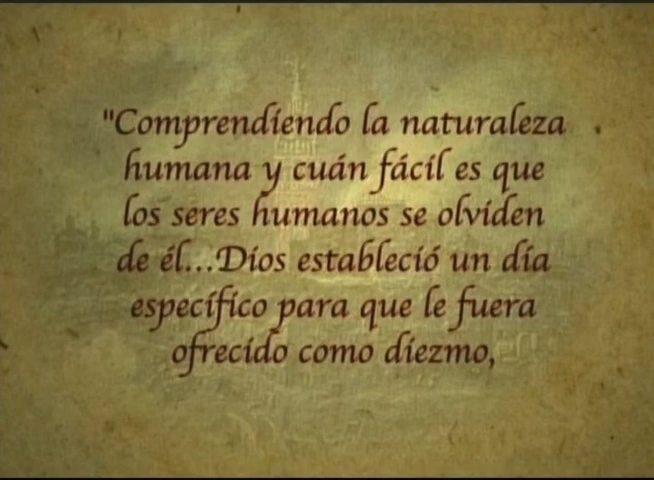 "Comprendiendo la naturaleza
humana y cuán fácil es que
los seres humanos se olviden
de él...Dios estableció un día
específico para que le fuera
ofrecido como diezmo,